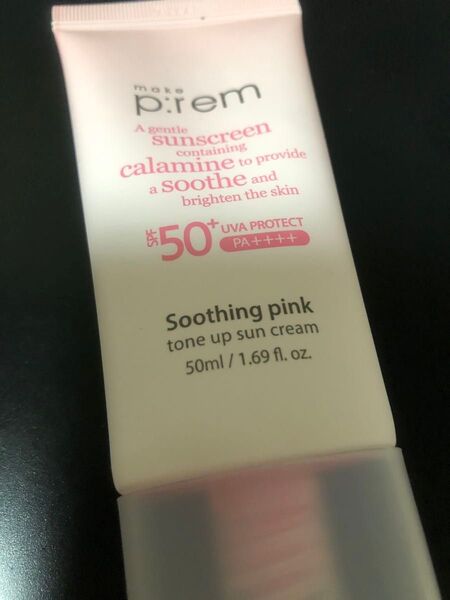 make
p:rem
A gentle
sunscreen
containing
calamine to provide
a soothe and
brighten the skin
SPF 50+ UVA PROTECT
PA++++
Soothing pink
tone up sun cream
50ml / 1.69 fl. oz.